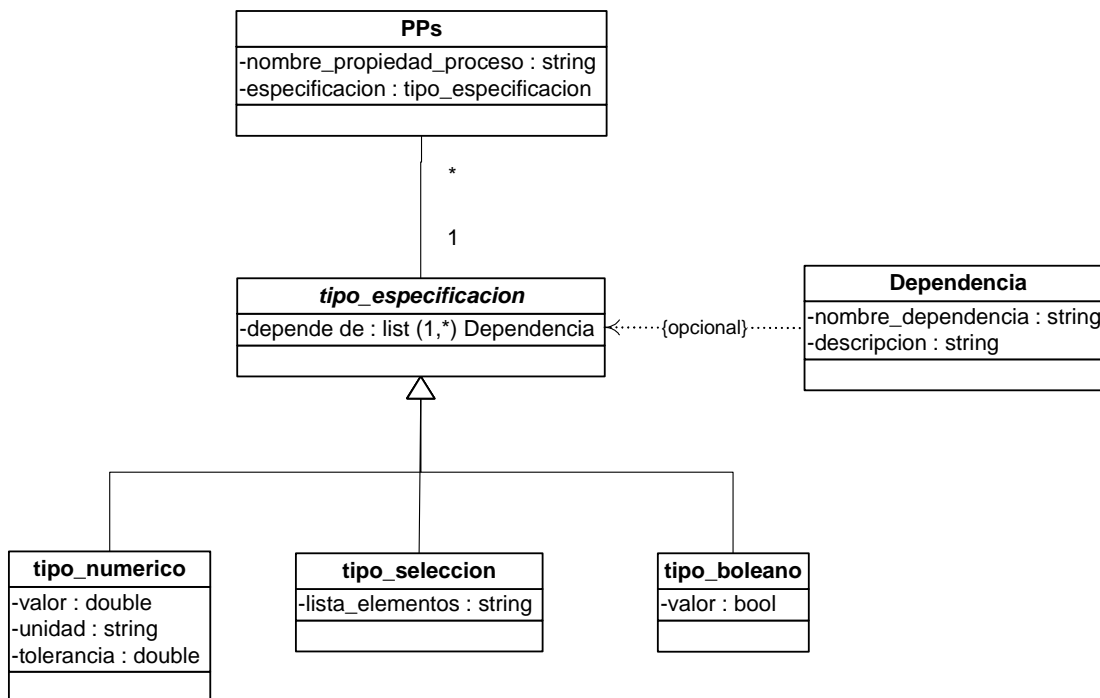 PPs
-nombre_propiedad_proceso : string
-especificacion : tipo_especificacion
*
1
tipo_especificacion
-depende de : list (1,*) Dependencia
{opcional}
Dependencia
-nombre_dependencia : string
-descripcion : string
tipo_numerico
-valor : double
-unidad : string
-tolerancia : double
tipo_seleccion
-lista_elementos : string
tipo_boleano
-valor : bool